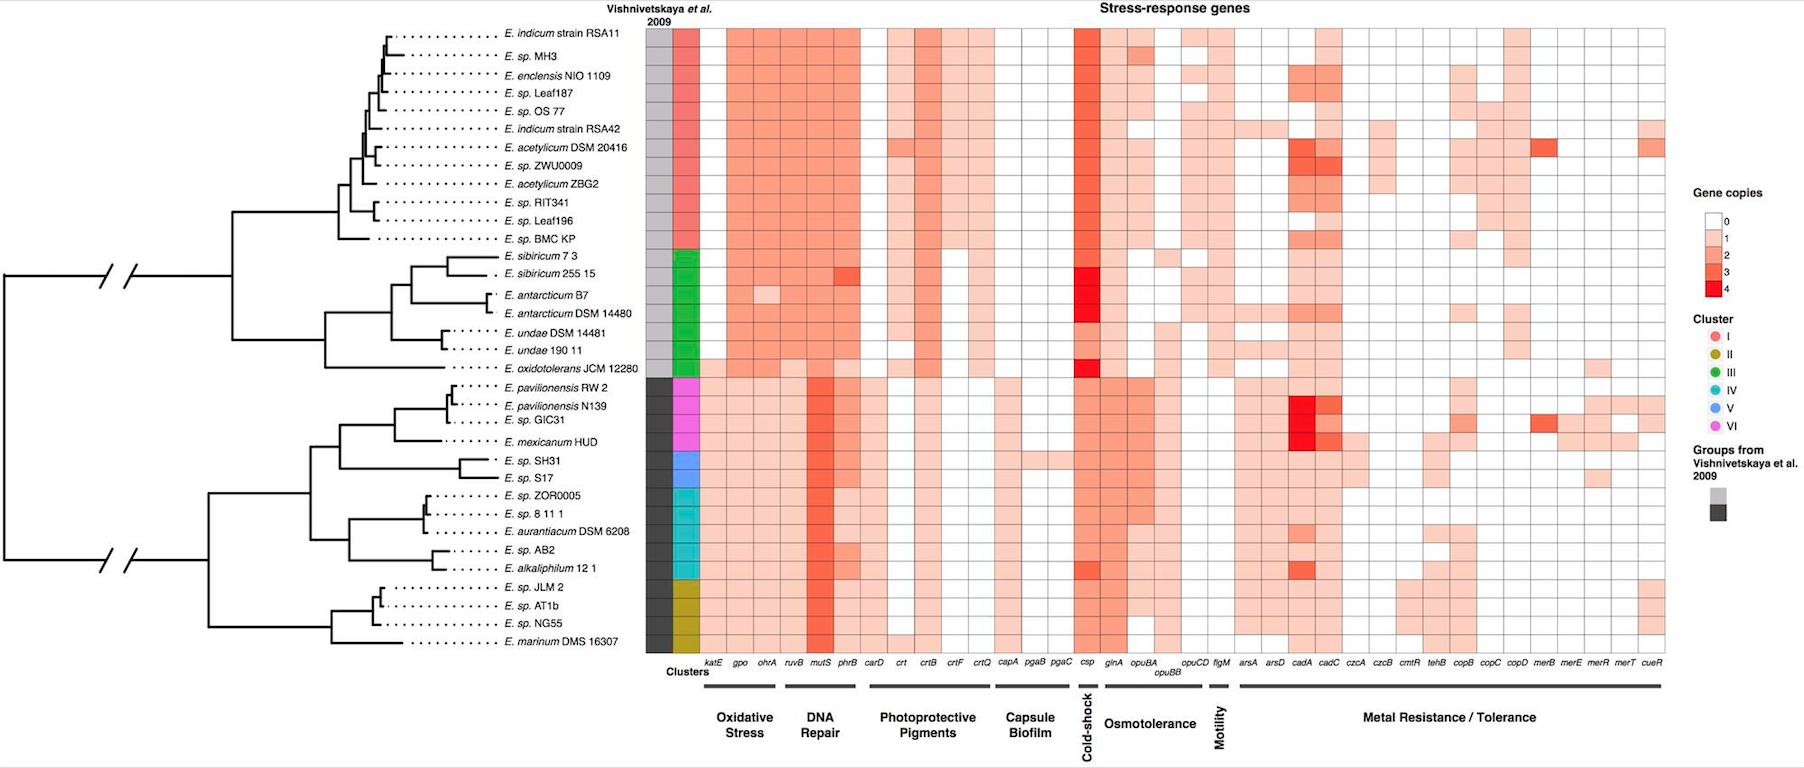 Vishnivetskaya et al.
2009
Stress-response genes
E. indicum strain RSA11
E. sp. MH3
E. enclensis NIO 1109
E. sp. Leaf187
E. sp. OS 77
E. indicum strain RSA42
E. acetylicum DSM 20416
E. sp. ZWU0009
E. acetylicum ZBG2
E. sp. RIT341
E. sp. Leaf196
E. sp. BMC KP
E. sibiricum 7 3
E. sibiricum 255 15
E. antarcticum B7
E. antarcticum DSM 14480
E. undae DSM 14481
E. undae 190 11
E. oxidotolerans JCM 12280
E. pavilionensis RW 2
E. pavilionensis N139
E. sp. GIC31
E. mexicanum HUD
E. sp. SH31
E. sp. S17
E. sp. ZOR0005
E. sp. 8 11 1
E. aurantiacum DSM 6208
E. sp. AB2
E. alkaliphilum 12 1
E. sp. JLM 2
E. sp. AT1b
E. sp. NG55
E. marinum DMS 16307
Clusters
katE gpo ohrA ruvB mutS phrB carD crt crtB crtF crtQ capA pgaB pgaC csp glnA opuBA opuBB opuCD flgM arsA arsD cadA cadC czcA czcB cmtR tehB copB copC copD merB merE merR merT cueR
Oxidative
Stress
DNA
Repair
Photoprotective
Pigments
Capsule
Biofilm
Cold-shock
Osmotolerance
Motility
Metal Resistance / Tolerance
Gene copies
0
1
2
3
4
Cluster
I
II
III
IV
V
VI
Groups from
Vishnivetskaya et al.
2009